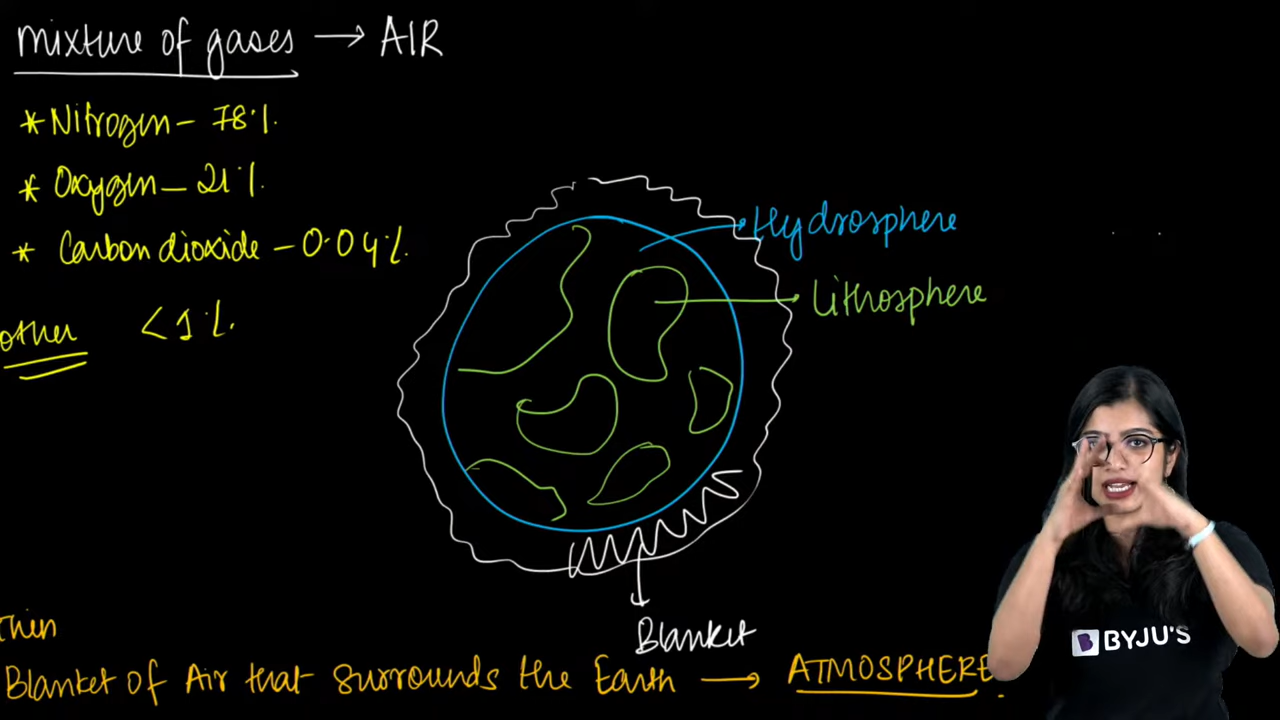 mixture of gases → AIR
* Nitrogen - 78%.
* Oxygen - 21%.
* Carbon dioxide - 0.04%.
other <1%.
Hydrosphere
Lithosphere
Blanket
then
Blanket of Air that surrounds the Earth → ATMOSPHERE.
BYJU'S